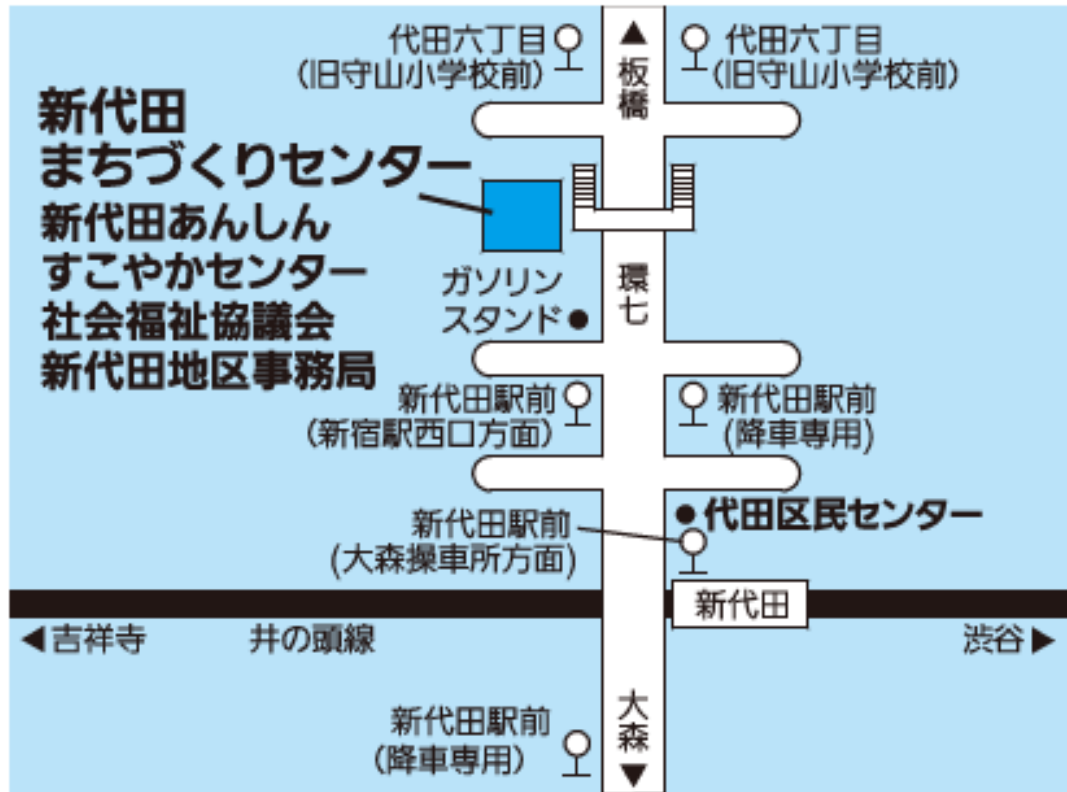 代田六丁目
（旧守山小学校前）
▲板橋
代田六丁目
（旧守山小学校前）
新代田
まちづくりセンター
新代田あんしん
すこやかセンター
社会福祉協議会
新代田地区事務局
ガソリン
スタンド●
環七
新代田駅前
（新宿駅西口方面）
新代田駅前
(降車専用)
●代田区民センター
新代田駅前
(大森操車所方面)
新代田
◀吉祥寺
井の頭線
渋谷▶
新代田駅前
（降車専用）
大森▼